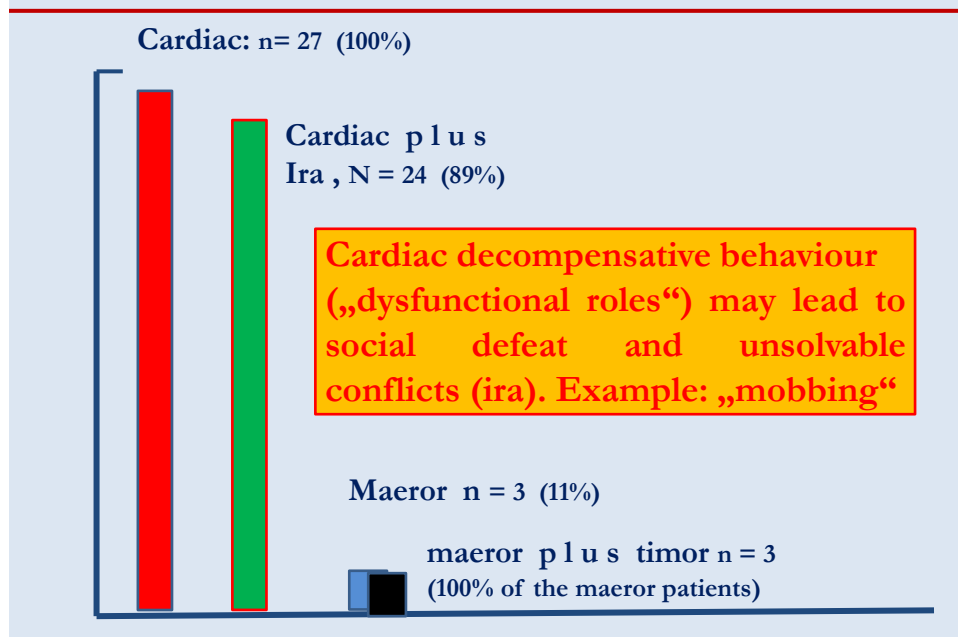 Cardiac: n= 27 (100%)
Cardiac p l u s
Ira , N = 24 (89%)
Cardiac decompensative behaviour
(„dysfunctional roles“) may lead to
social defeat and unsolvable
conflicts (ira). Example: „mobbing“
Maeror n = 3 (11%)
maeror p l u s timor n = 3
(100% of the maeror patients)